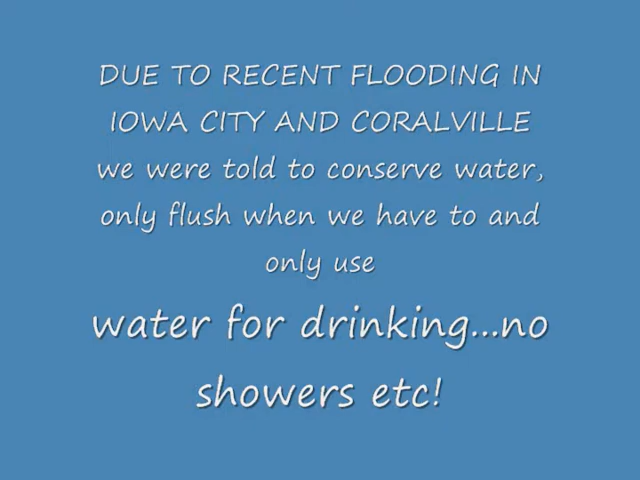 DUE TO RECENT FLOODING IN
IOWA CITY AND CORALVILLE
we were told to conserve water,
only flush when we have to and
only use
water for drinking...no
showers etc!